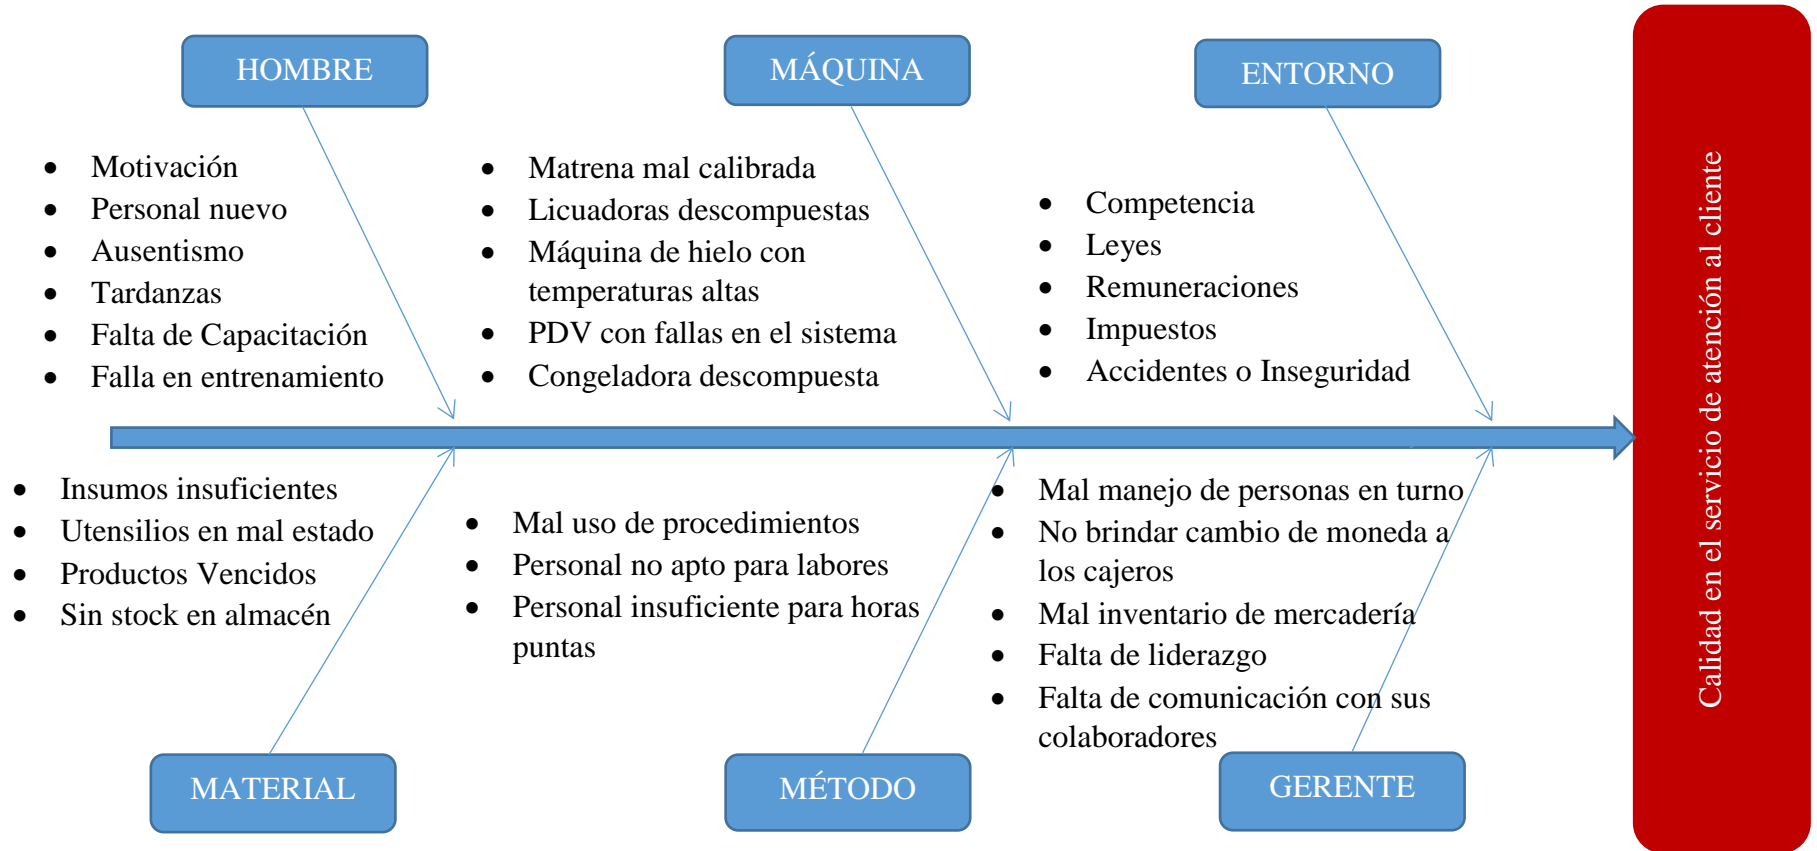 HOMBRE
MÁQUINA
ENTORNO
• Motivación
• Personal nuevo
• Ausentismo
• Tardanzas
• Falta de Capacitación
• Falla en entrenamiento
• Matrena mal calibrada
• Licuadoras descompuestas
• Máquina de hielo con
temperaturas altas
• PDV con fallas en el sistema
• Congeladora descompuesta
• Competencia
• Leyes
• Remuneraciones
• Impuestos
• Accidentes o Inseguridad
Calidad en el servicio de atención al cliente
• Insumos insuficientes
• Utensilios en mal estado
• Productos Vencidos
• Sin stock en almacén
• Mal uso de procedimientos
• Personal no apto para labores
• Personal insuficiente para horas
puntas
• Mal manejo de personas en turno
• No brindar cambio de moneda a
los cajeros
• Mal inventario de mercadería
• Falta de liderazgo
• Falta de comunicación con sus
colaboradores
MATERIAL
MÉTODO
GERENTE